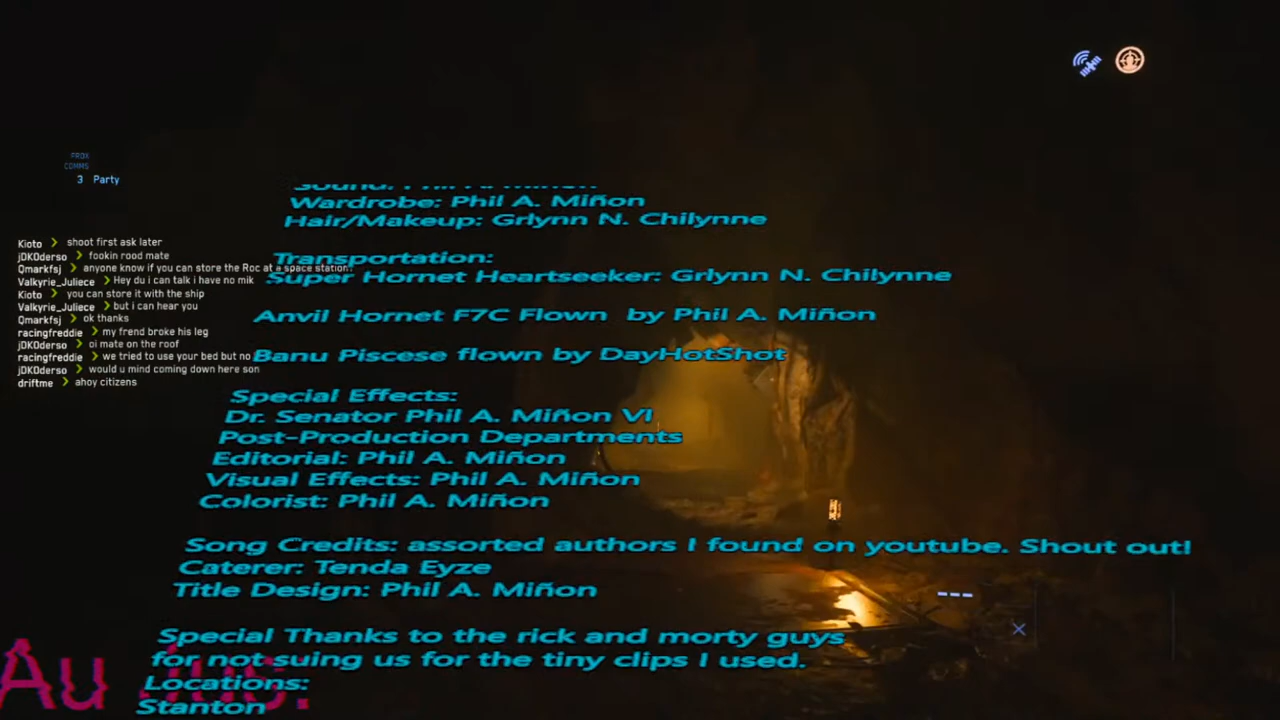 PROX
COMMS
3 Party
Sound: Phil A. Miñon
Wardrobe: Phil A. Miñon
Hair/Makeup: Grlynn N. Chilynne
Transportation:
Super Hornet Heartseeker: Grlynn N. Chilynne
Anvil Hornet F7C Flown by Phil A. Miñon
Banu Piscese flown by DayHotShot
Special Effects:
Dr. Senator Phil A. Miñon VI
Post-Production Departments
Editorial: Phil A. Miñon
Visual Effects: Phil A. Miñon
Colorist: Phil A. Miñon
Song Credits: assorted authors I found on youtube. Shout out!
Caterer: Tenda Eyze
Title Design: Phil A. Miñon
Special Thanks to the rick and morty guys
for not suing us for the tiny clips I used.
Locations:
Stanton
Kioto > shoot first ask later
jDKOderso > fookin rood mate
Qmarkfsj > anyone know if you can store the Roc at a space station?
Valkyrie_Juliece > Hey du i can talk i have no mik
Kioto > you can store it with the ship
Valkyrie_Juliece > but i can hear you
Qmarkfsj > ok thanks
racingfreddie > my frend broke his leg
jDKOderso > oi mate on the roof
racingfreddie > we tried to use your bed but no
jDKOderso > would u mind coming down here son
driftme > ahoy citizens
Au